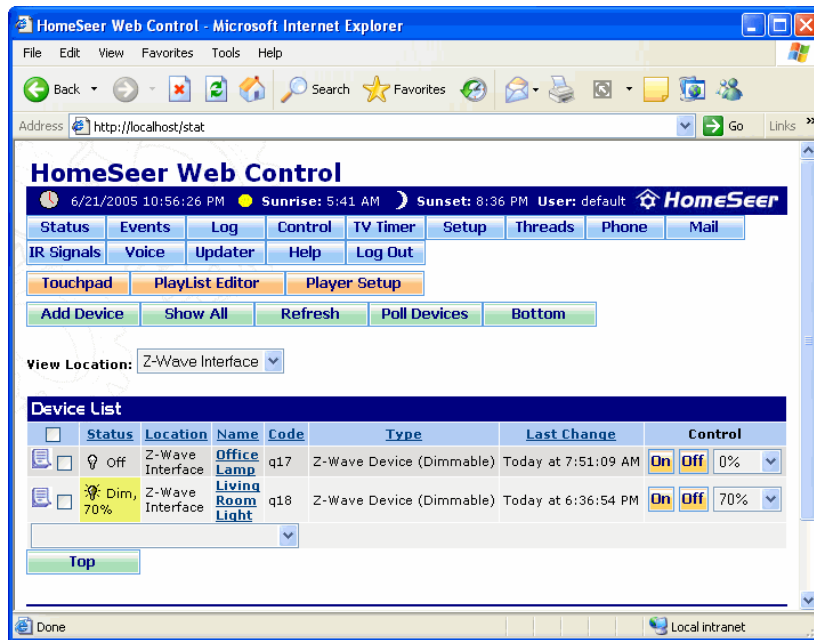 HomeSeer Web Control - Microsoft Internet Explorer
File Edit View Favorites Tools Help
Back Search Favorites
Address http://localhost/stat Go Links »
HomeSeer Web Control
6/21/2005 10:56:26 PM Sunrise: 5:41 AM Sunset: 8:36 PM User: default HomeSeer
Status Events Log Control TV Timer Setup Threads Phone Mail
IR Signals Voice Updater Help Log Out
Touchpad PlayList Editor Player Setup
Add Device Show All Refresh Poll Devices Bottom
View Location: Z-Wave Interface
Device List
Status Location Name Code Type Last Change Control
Off Z-Wave Interface Office Lamp q17 Z-Wave Device (Dimmable) Today at 7:51:09 AM On Off 0%
Dim, 70% Z-Wave Interface Living Room Light q18 Z-Wave Device (Dimmable) Today at 6:36:54 PM On Off 70%
Top
Done Local intranet